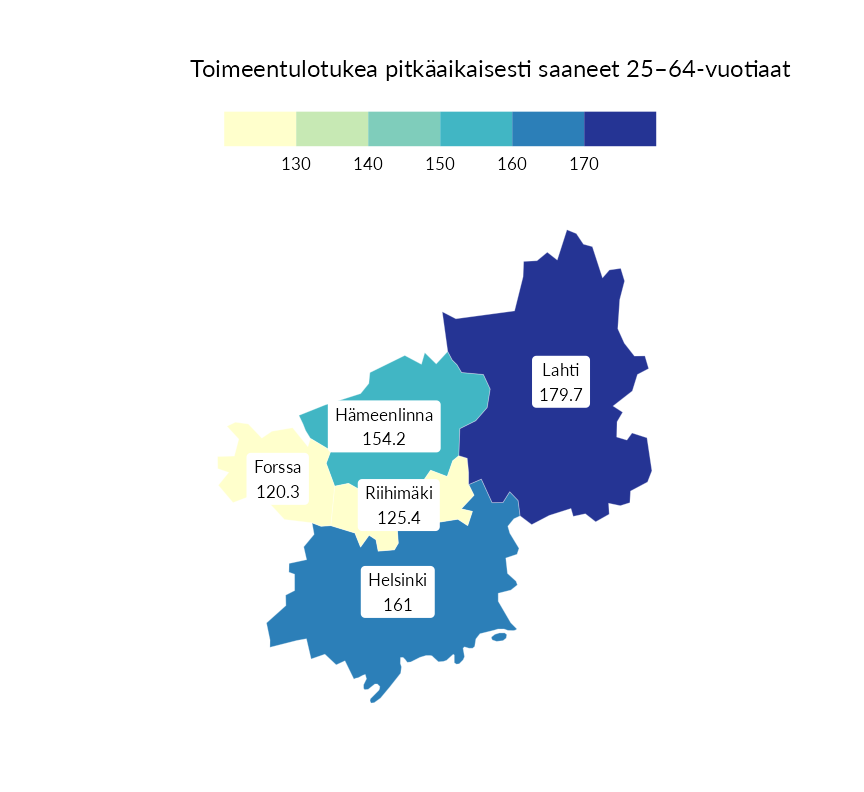 Toimeentulotukea pitkäaikaisesti saaneet 25–64-vuotiaat
130 140 150 160 170
Lahti
179.7
Hämeenlinna
154.2
Forssa
120.3
Riihimäki
125.4
Helsinki
161